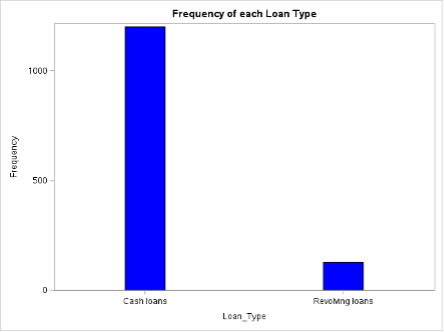 Frequency of each Loan Type
1000
500
0
Frequency
Cash loans
Revolving loans
Loan_Type